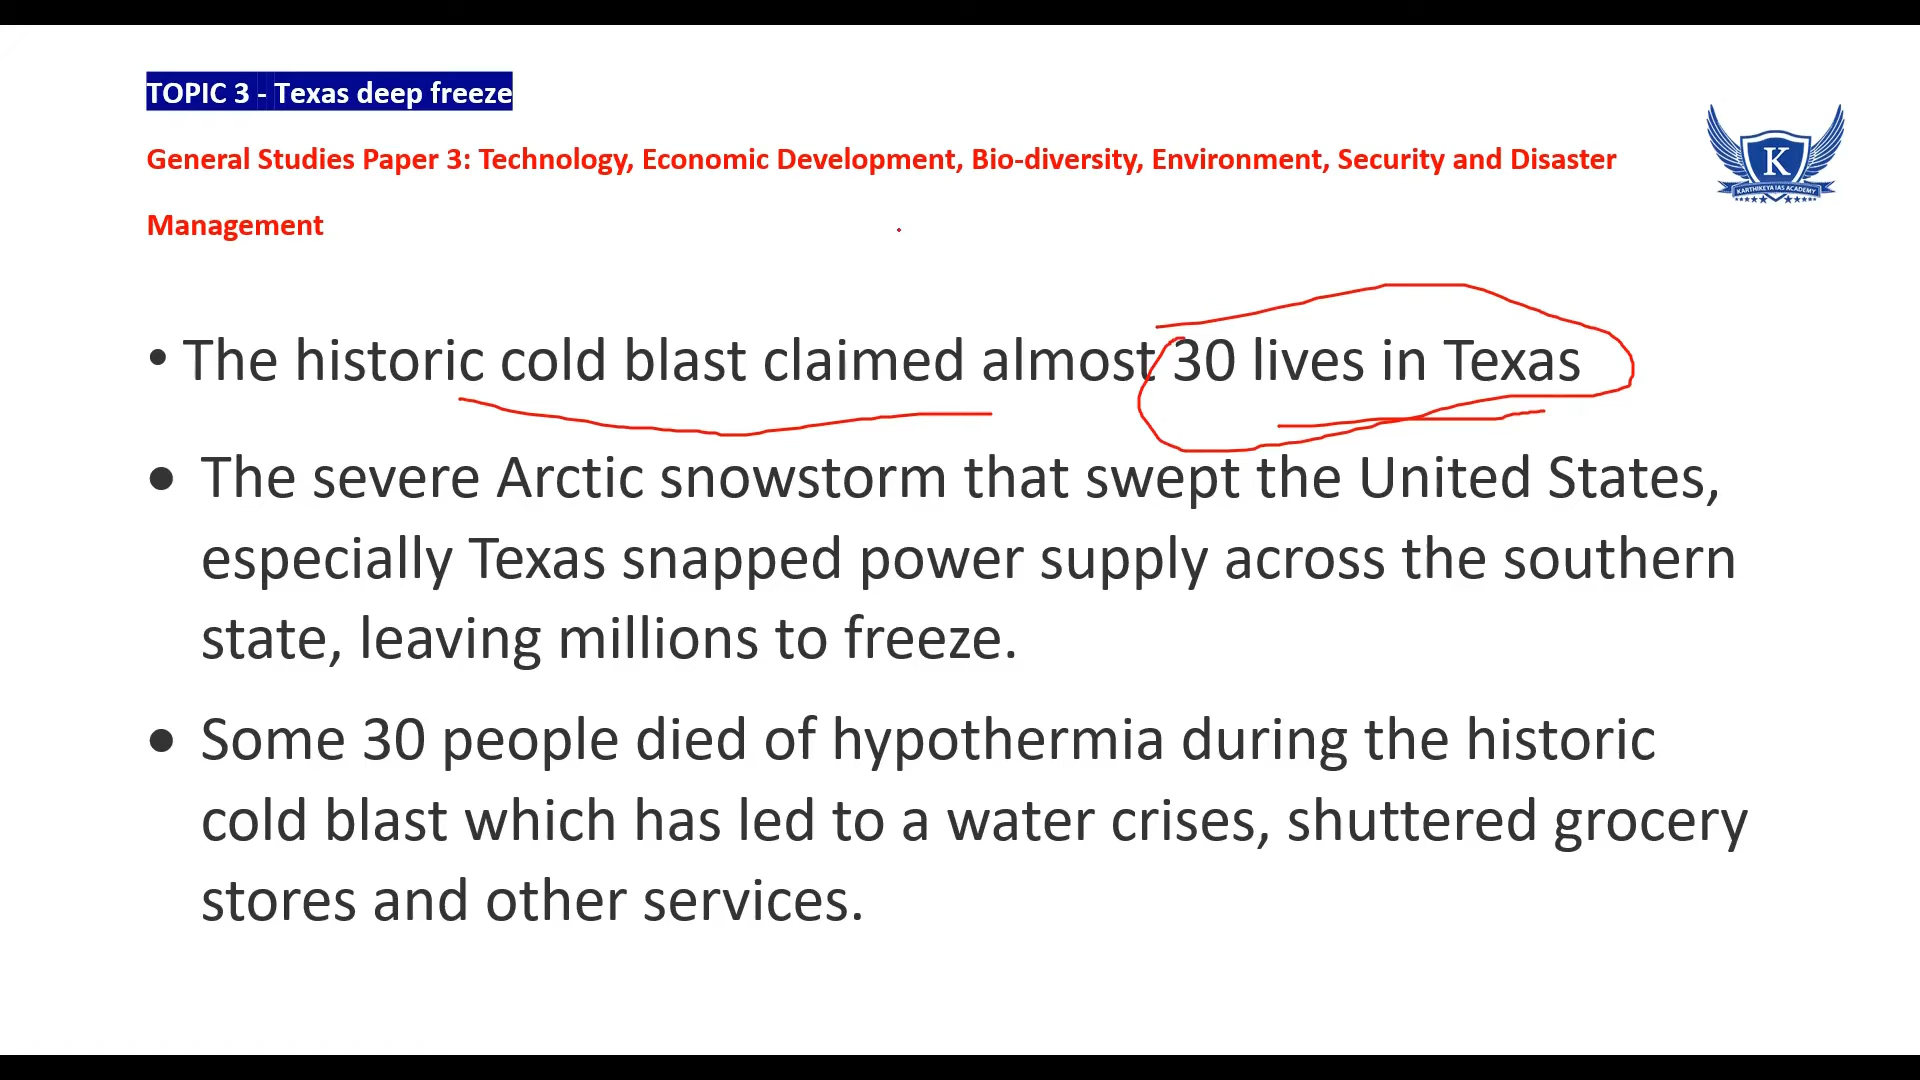 TOPIC 3 - Texas deep freeze
General Studies Paper 3: Technology, Economic Development, Bio-diversity, Environment, Security and Disaster
Management
K
KARTHIKEYA IAS ACADEMY
• The historic cold blast claimed almost 30 lives in Texas
• The severe Arctic snowstorm that swept the United States,
especially Texas snapped power supply across the southern
state, leaving millions to freeze.
• Some 30 people died of hypothermia during the historic
cold blast which has led to a water crises, shuttered grocery
stores and other services.